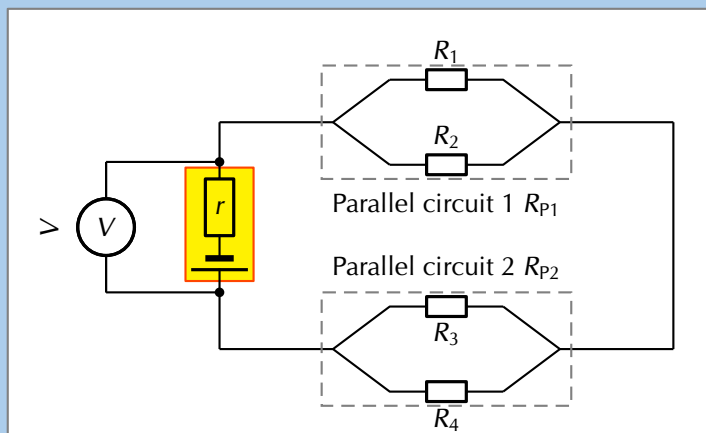 R1
R2
Parallel circuit 1 RP1
r
V
V
Parallel circuit 2 RP2
R3
R4